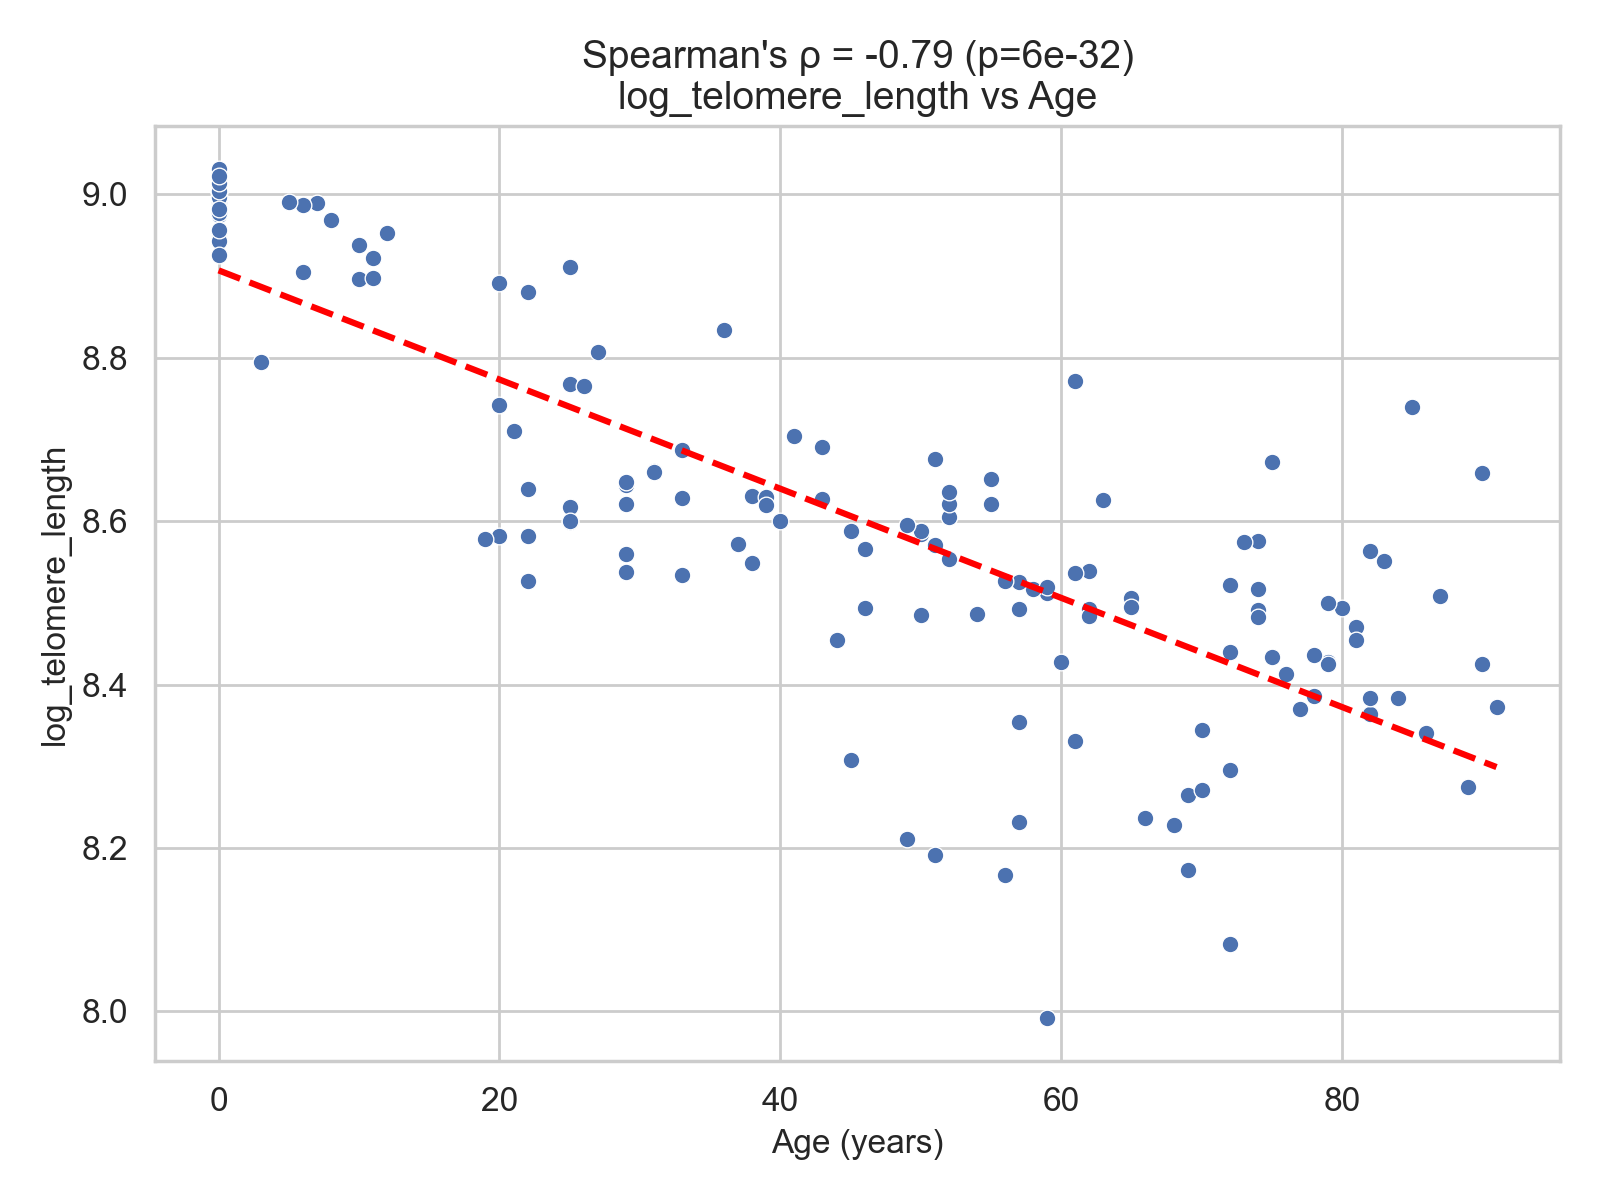 Spearman's ρ = -0.79 (p=6e-32)
log_telomere_length vs Age
9.0
8.8
8.6
8.4
8.2
8.0
log_telomere_length
0 20 40 60 80
Age (years)